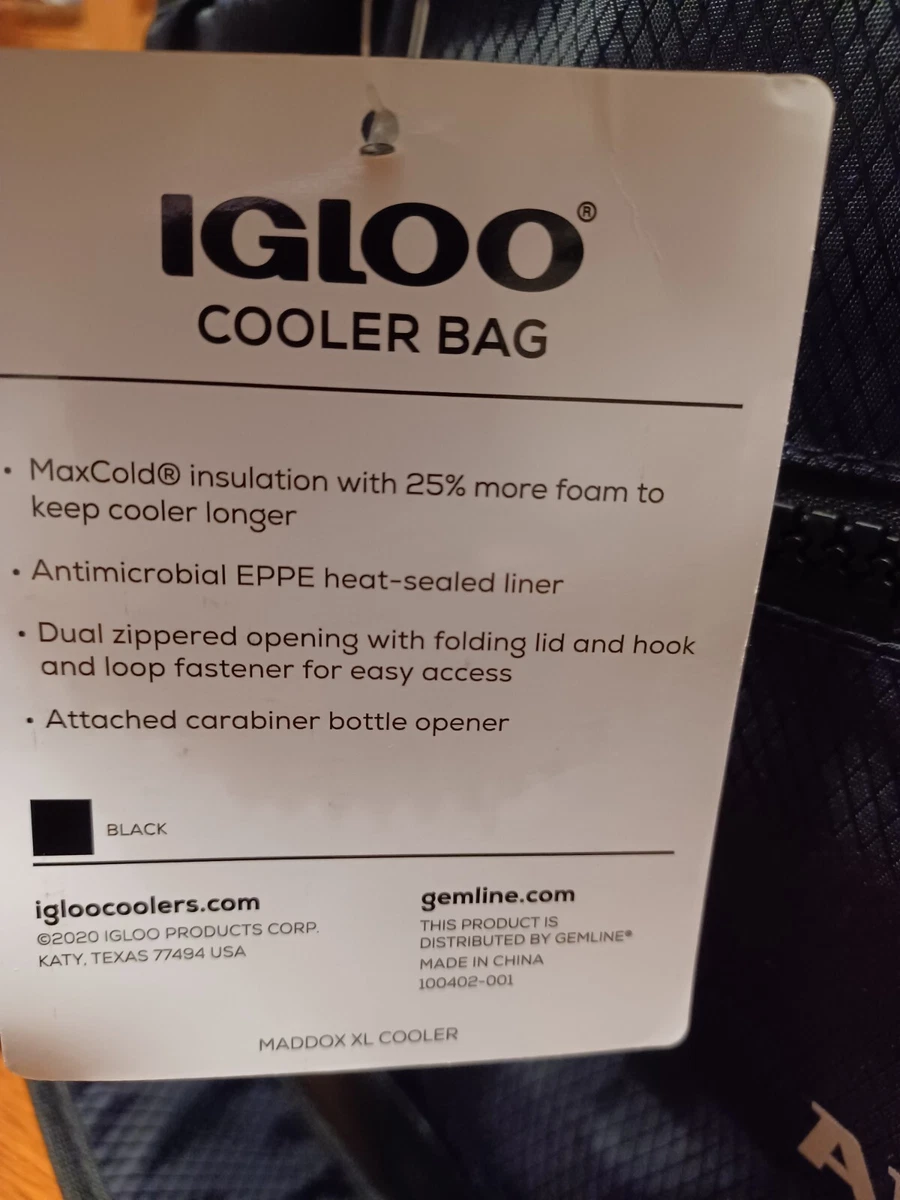 IGLOO®
COOLER BAG
• MaxCold® insulation with 25% more foam to
keep cooler longer
• Antimicrobial EPPE heat-sealed liner
• Dual zippered opening with folding lid and hook
and loop fastener for easy access
• Attached carabiner bottle opener
BLACK
igloocoolers.com
©2020 IGLOO PRODUCTS CORP.
KATY, TEXAS 77494 USA
gemline.com
THIS PRODUCT IS
DISTRIBUTED BY GEMLINE®
MADE IN CHINA
100402-001
MADDOX XL COOLER
A